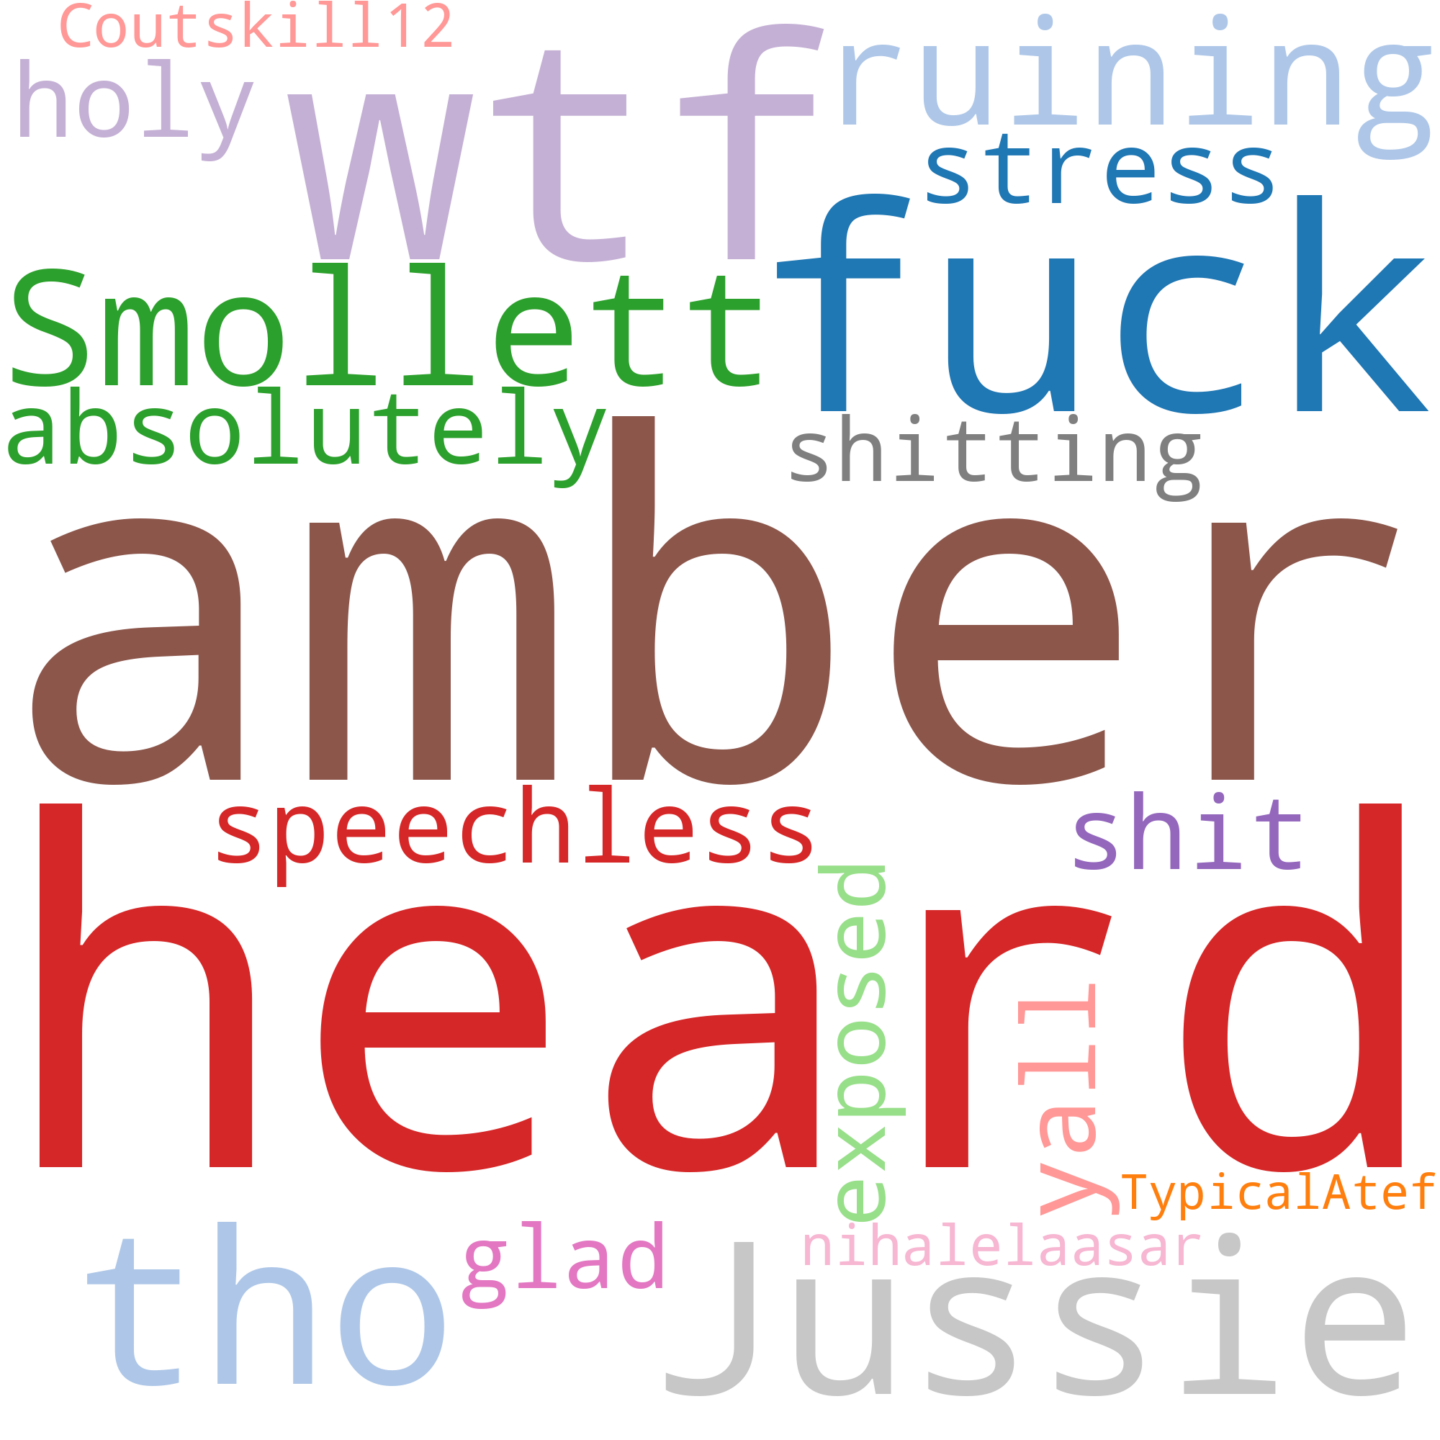 Coutskill12
holy
wtf
ruining
stress
Smollett
fuck
absolutely
shitting
amber
speechless
shit
heard
exposed
yall
TypicalAtef
tho
glad
nihalelaasar
Jussie